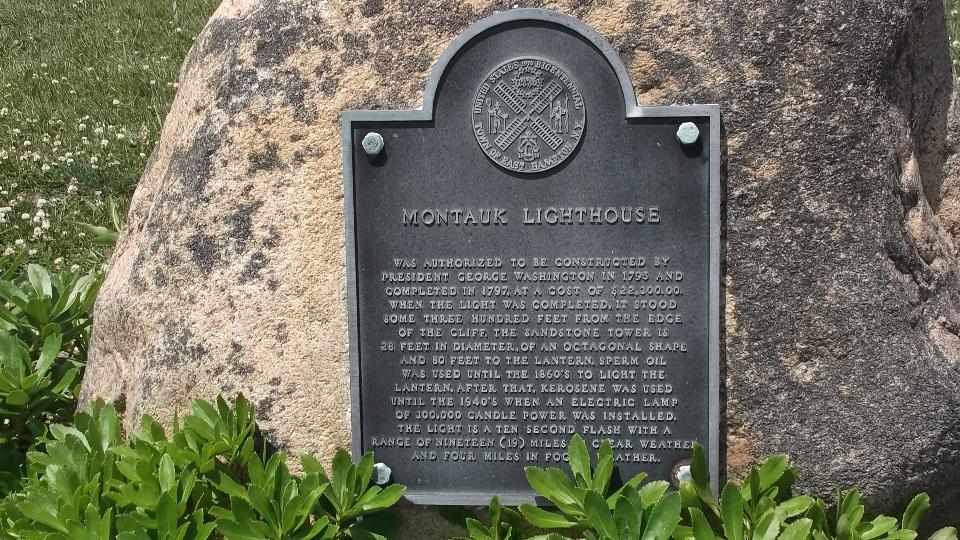 UNITED STATES 1976 BICENTENNIAL
TOWN OF EAST HAMPTON, N.Y.
MONTAUK LIGHTHOUSE
WAS AUTHORIZED TO BE CONSTRUCTED BY
PRESIDENT GEORGE WASHINGTON IN 1795 AND
COMPLETED IN 1797, AT A COST OF $22,300.00.
WHEN THE LIGHT WAS COMPLETED, IT STOOD
SOME THREE HUNDRED FEET FROM THE EDGE
OF THE CLIFF. THE SANDSTONE TOWER IS
28 FEET IN DIAMETER, OF AN OCTAGONAL SHAPE
AND 80 FEET TO THE LANTERN. SPERM OIL
WAS USED UNTIL THE 1860'S TO LIGHT THE
LANTERN. AFTER THAT, KEROSENE WAS USED
UNTIL THE 1940'S WHEN AN ELECTRIC LAMP
OF 300,000 CANDLE POWER WAS INSTALLED.
THE LIGHT IS A TEN SECOND FLASH WITH A
RANGE OF NINETEEN (19) MILES CLEAR WEATHER
AND FOUR MILES IN